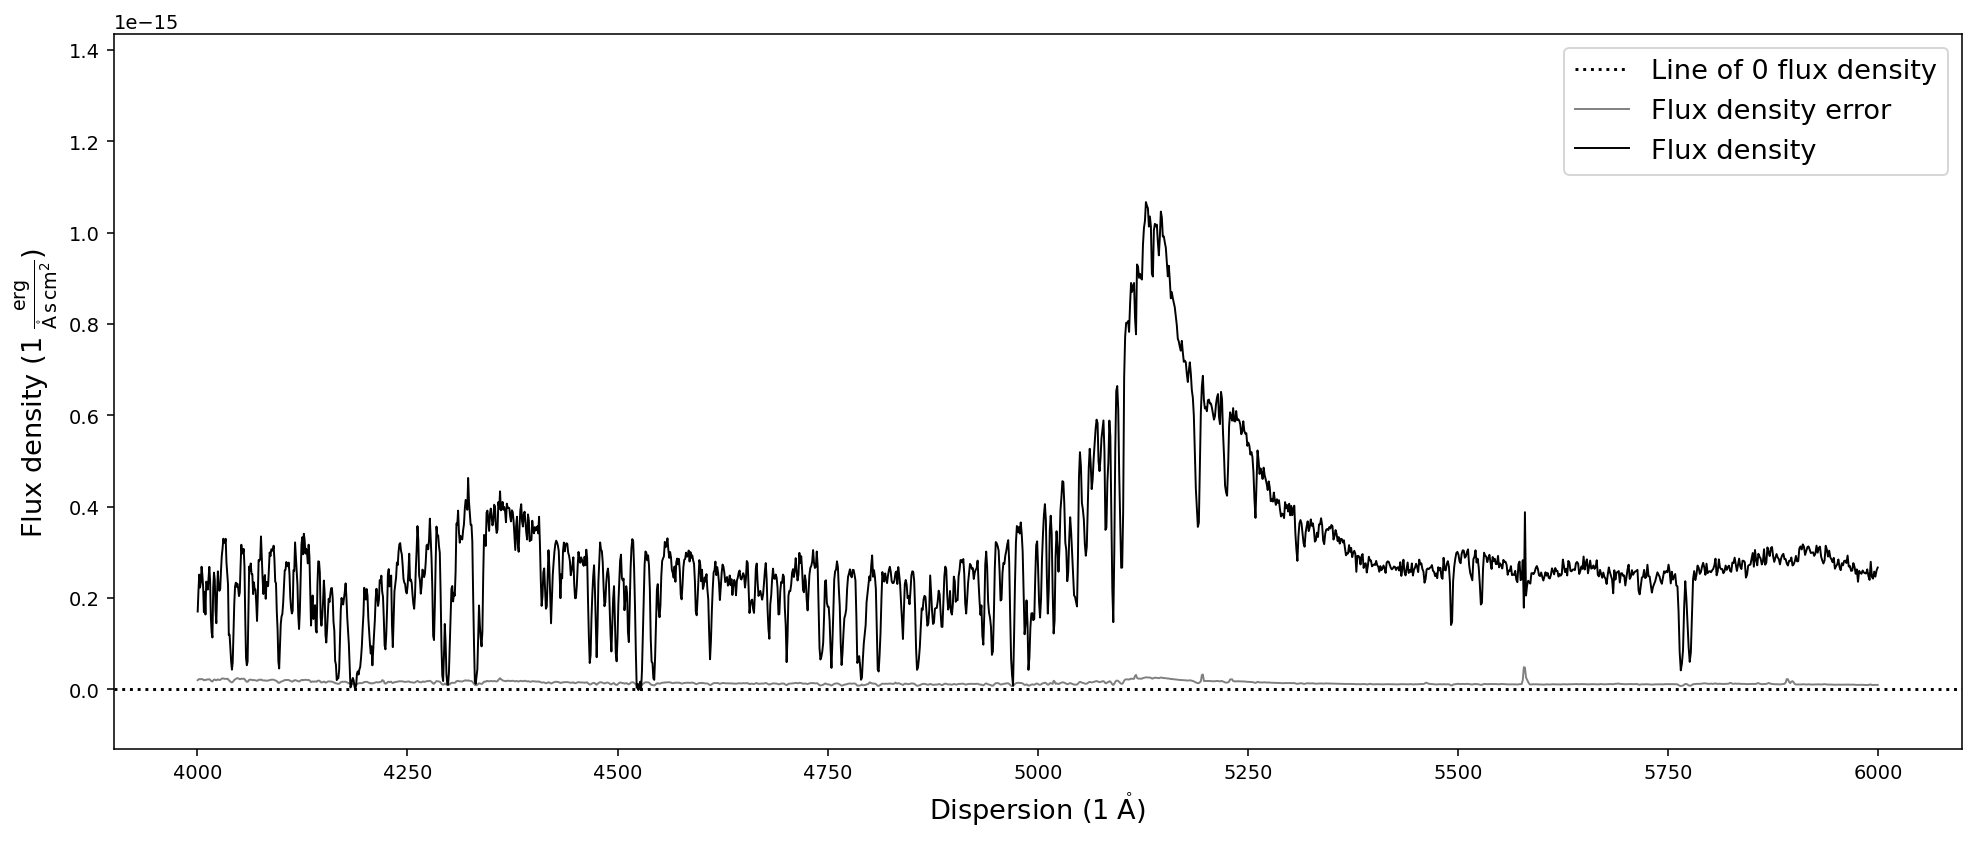 1e−15
1.4
1.2
1.0
0.8
0.6
0.4
0.2
0.0
Flux density (1 erg/Å s cm²)
Line of 0 flux density
Flux density error
Flux density
4000 4250 4500 4750 5000 5250 5500 5750 6000
Dispersion (1 Å)